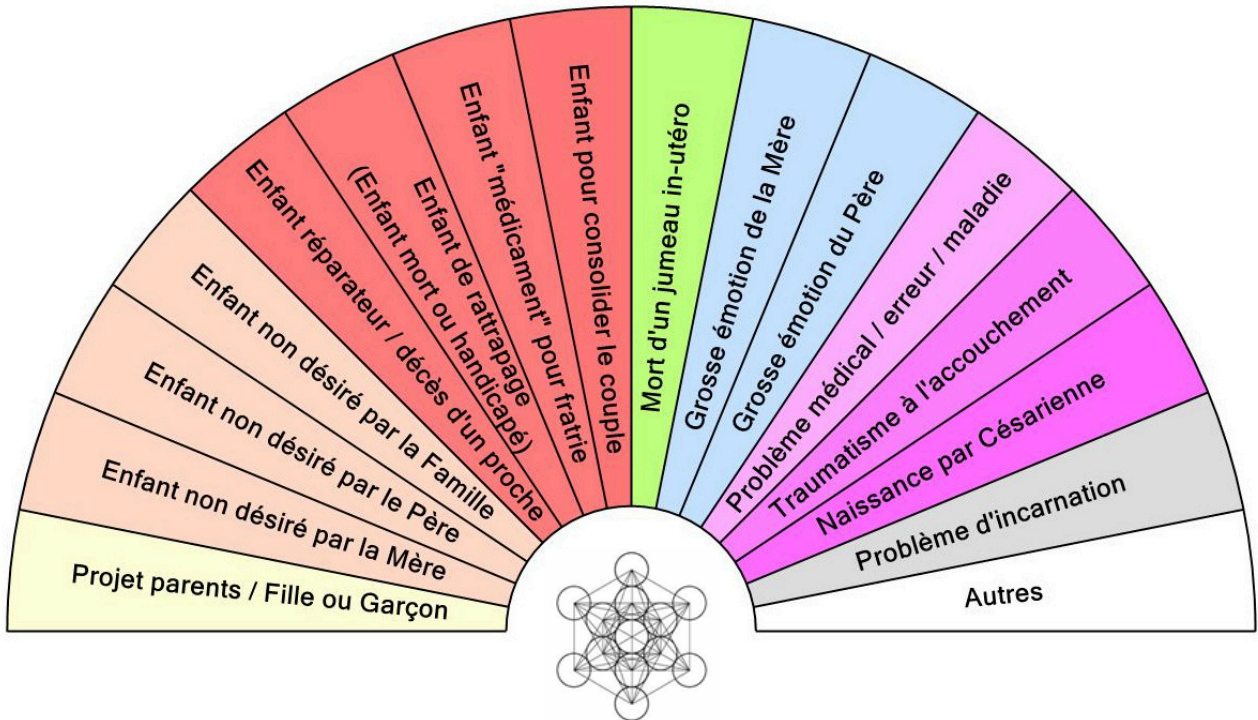 Projet parents / Fille ou Garçon
Enfant non désiré par la Mère
Enfant non désiré par le Père
Enfant non désiré par la Famille
Enfant réparateur / décès d'un proche
Enfant de rattrapage
(Enfant mort ou handicapé)
Enfant "médicament" pour fratrie
Enfant pour consolider le couple
Mort d'un jumeau in-utéro
Grosse émotion de la Mère
Grosse émotion du Père
Problème médical / erreur / maladie
Traumatisme à l'accouchement
Naissance par Césarienne
Problème d'incarnation
Autres